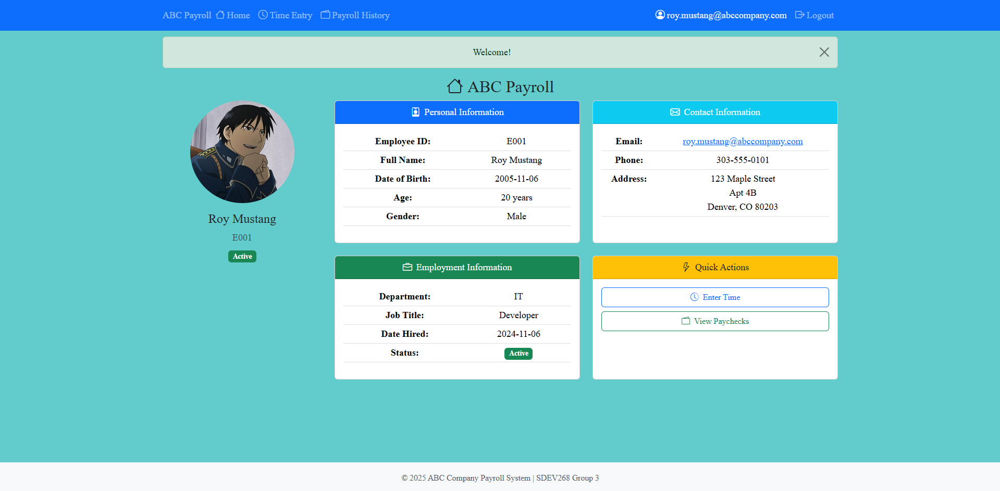 ABC Payroll Home Time Entry Payroll History roy.mustang@abccompany.com Logout
Welcome!
ABC Payroll
Roy Mustang
E001
Active
Personal Information
Employee ID: E001
Full Name: Roy Mustang
Date of Birth: 2005-11-06
Age: 20 years
Gender: Male
Contact Information
Email: roy.mustang@abccompany.com
Phone: 303-555-0101
Address: 123 Maple Street
Apt 4B
Denver, CO 80203
Employment Information
Department: IT
Job Title: Developer
Date Hired: 2024-11-06
Status: Active
Quick Actions
Enter Time
View Paychecks
© 2025 ABC Company Payroll System | SDEV268 Group 3